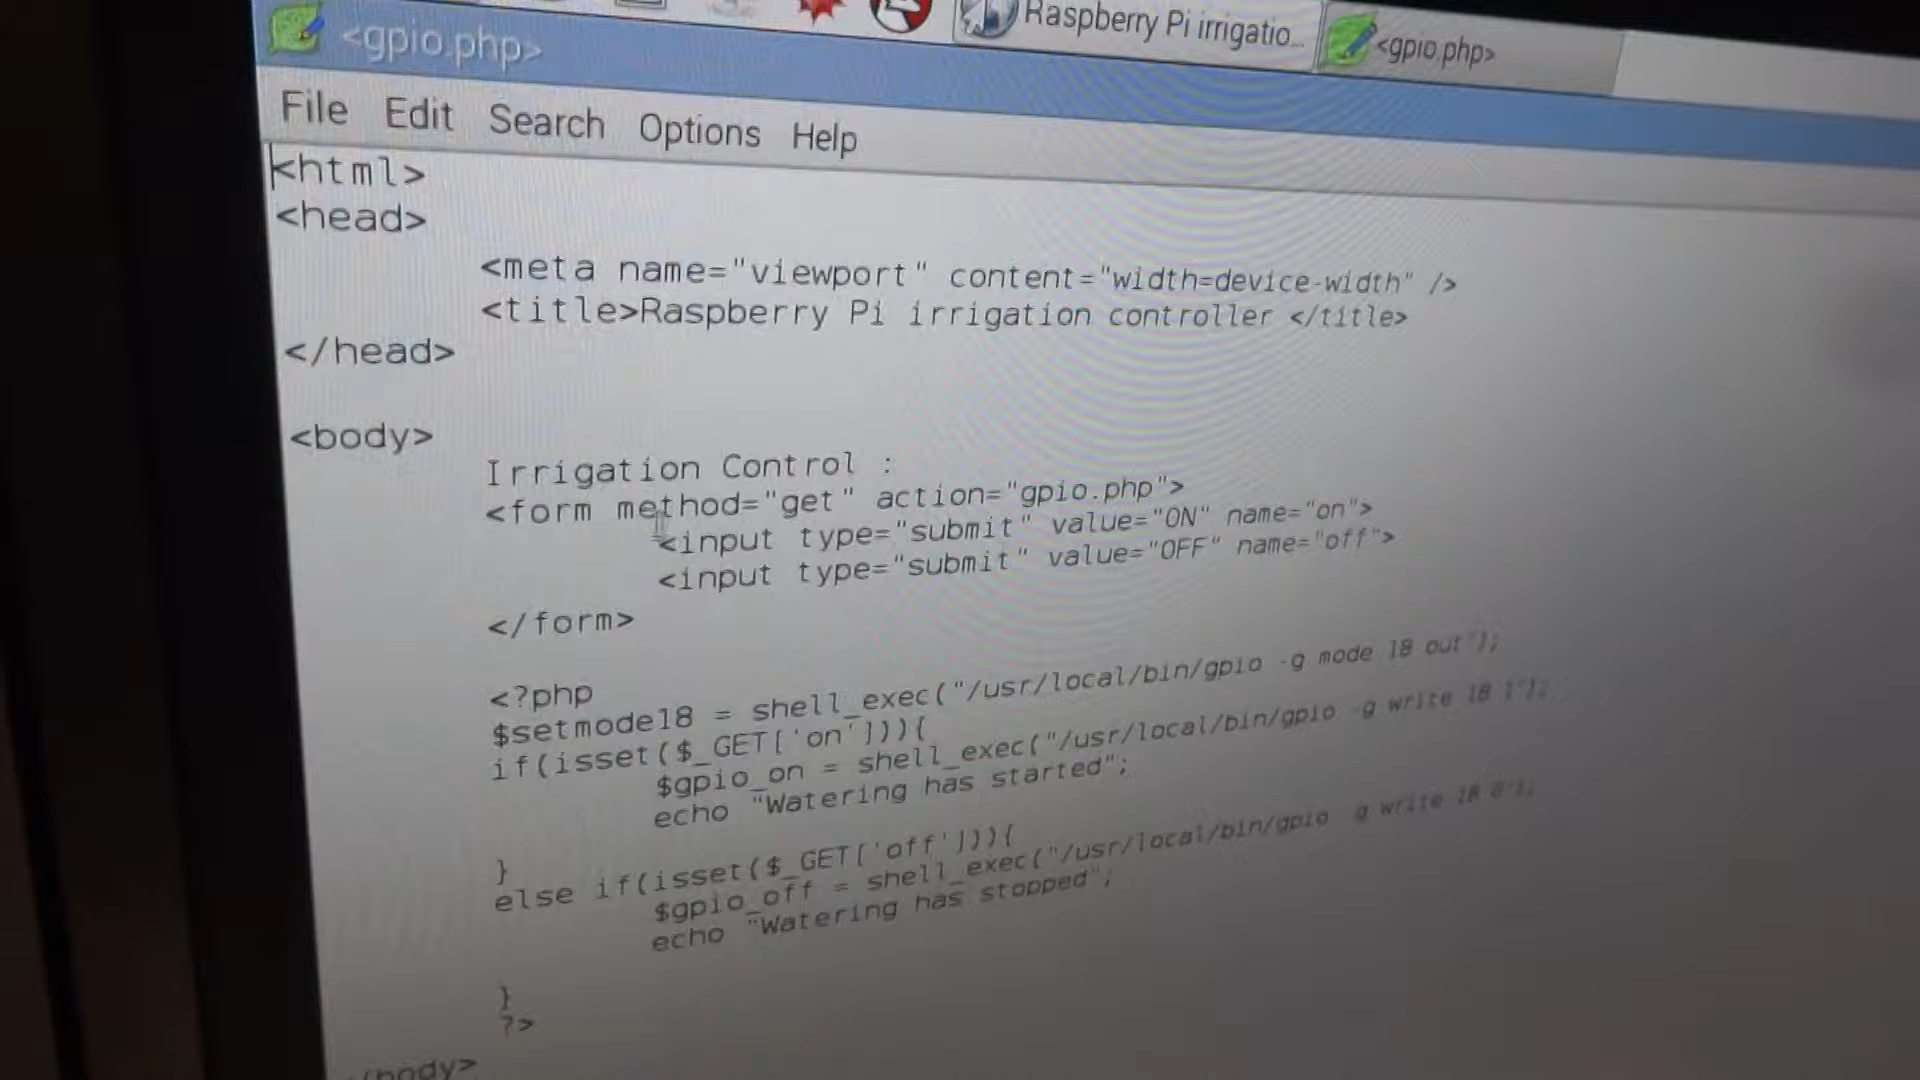 Raspberry Pi irrigatio...
<gpio.php>
<gpio.php>
File Edit Search Options Help
<html>
<head>
<meta name="viewport" content="width=device-width" />
<title>Raspberry Pi irrigation controller </title>
</head>
<body>
Irrigation Control :
<form method="get" action="gpio.php">
<input type="submit" value="ON" name="on">
<input type="submit" value="OFF" name="off">
</form>
<?php
$setmode18 = shell_exec("/usr/local/bin/gpio -g mode 18 out");
if(isset($_GET['on'])){
$gpio_on = shell_exec("/usr/local/bin/gpio -g write 18 1");
echo "Watering has started";
}
else if(isset($_GET['off'])){
$gpio_off = shell_exec("/usr/local/bin/gpio -g write 18 0");
echo "Watering has stopped";
}
?>
</body>